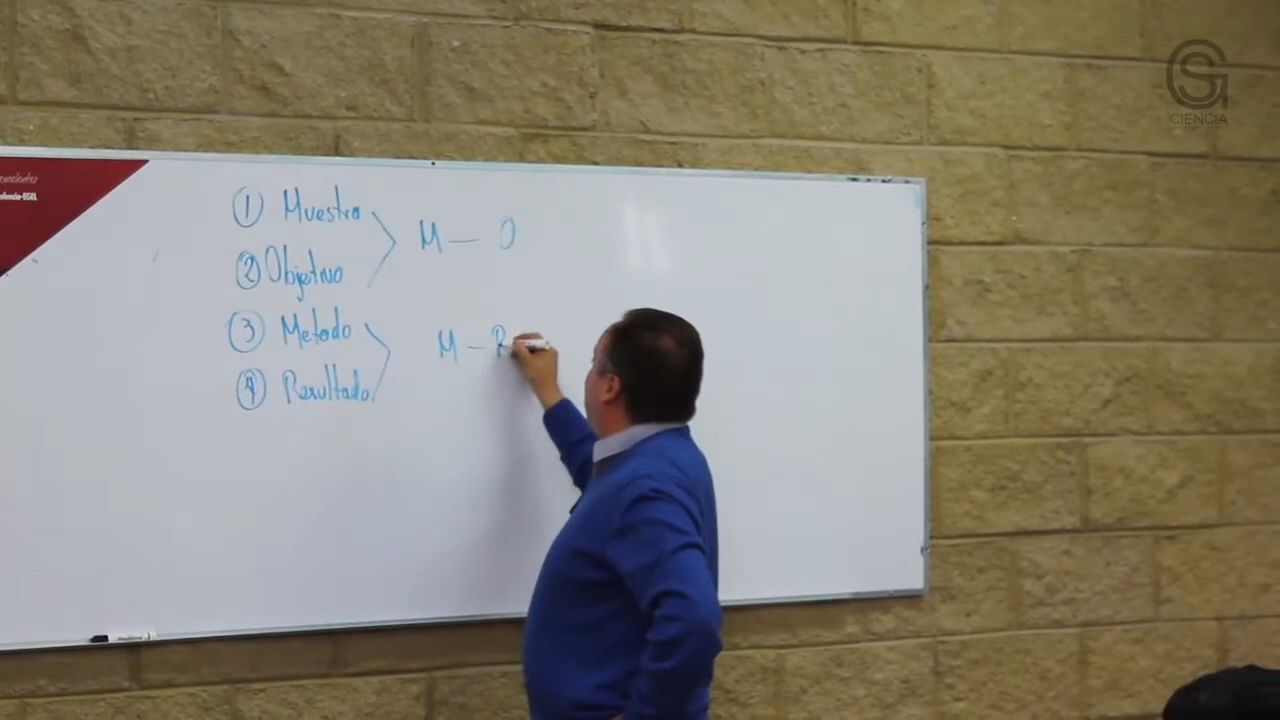 ① Muestra
② Objetivo
M — O
③ Metodo
④ Resultado
M — R
CIENCIA